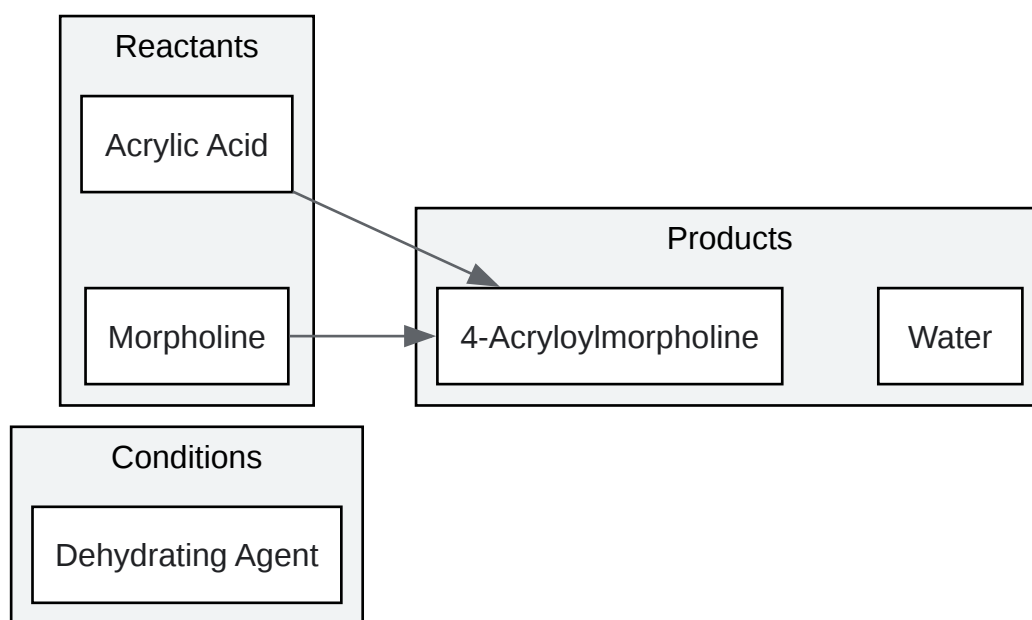 Reactants
Acrylic Acid
Morpholine
Products
4-Acryloylmorpholine
Water
Conditions
Dehydrating Agent